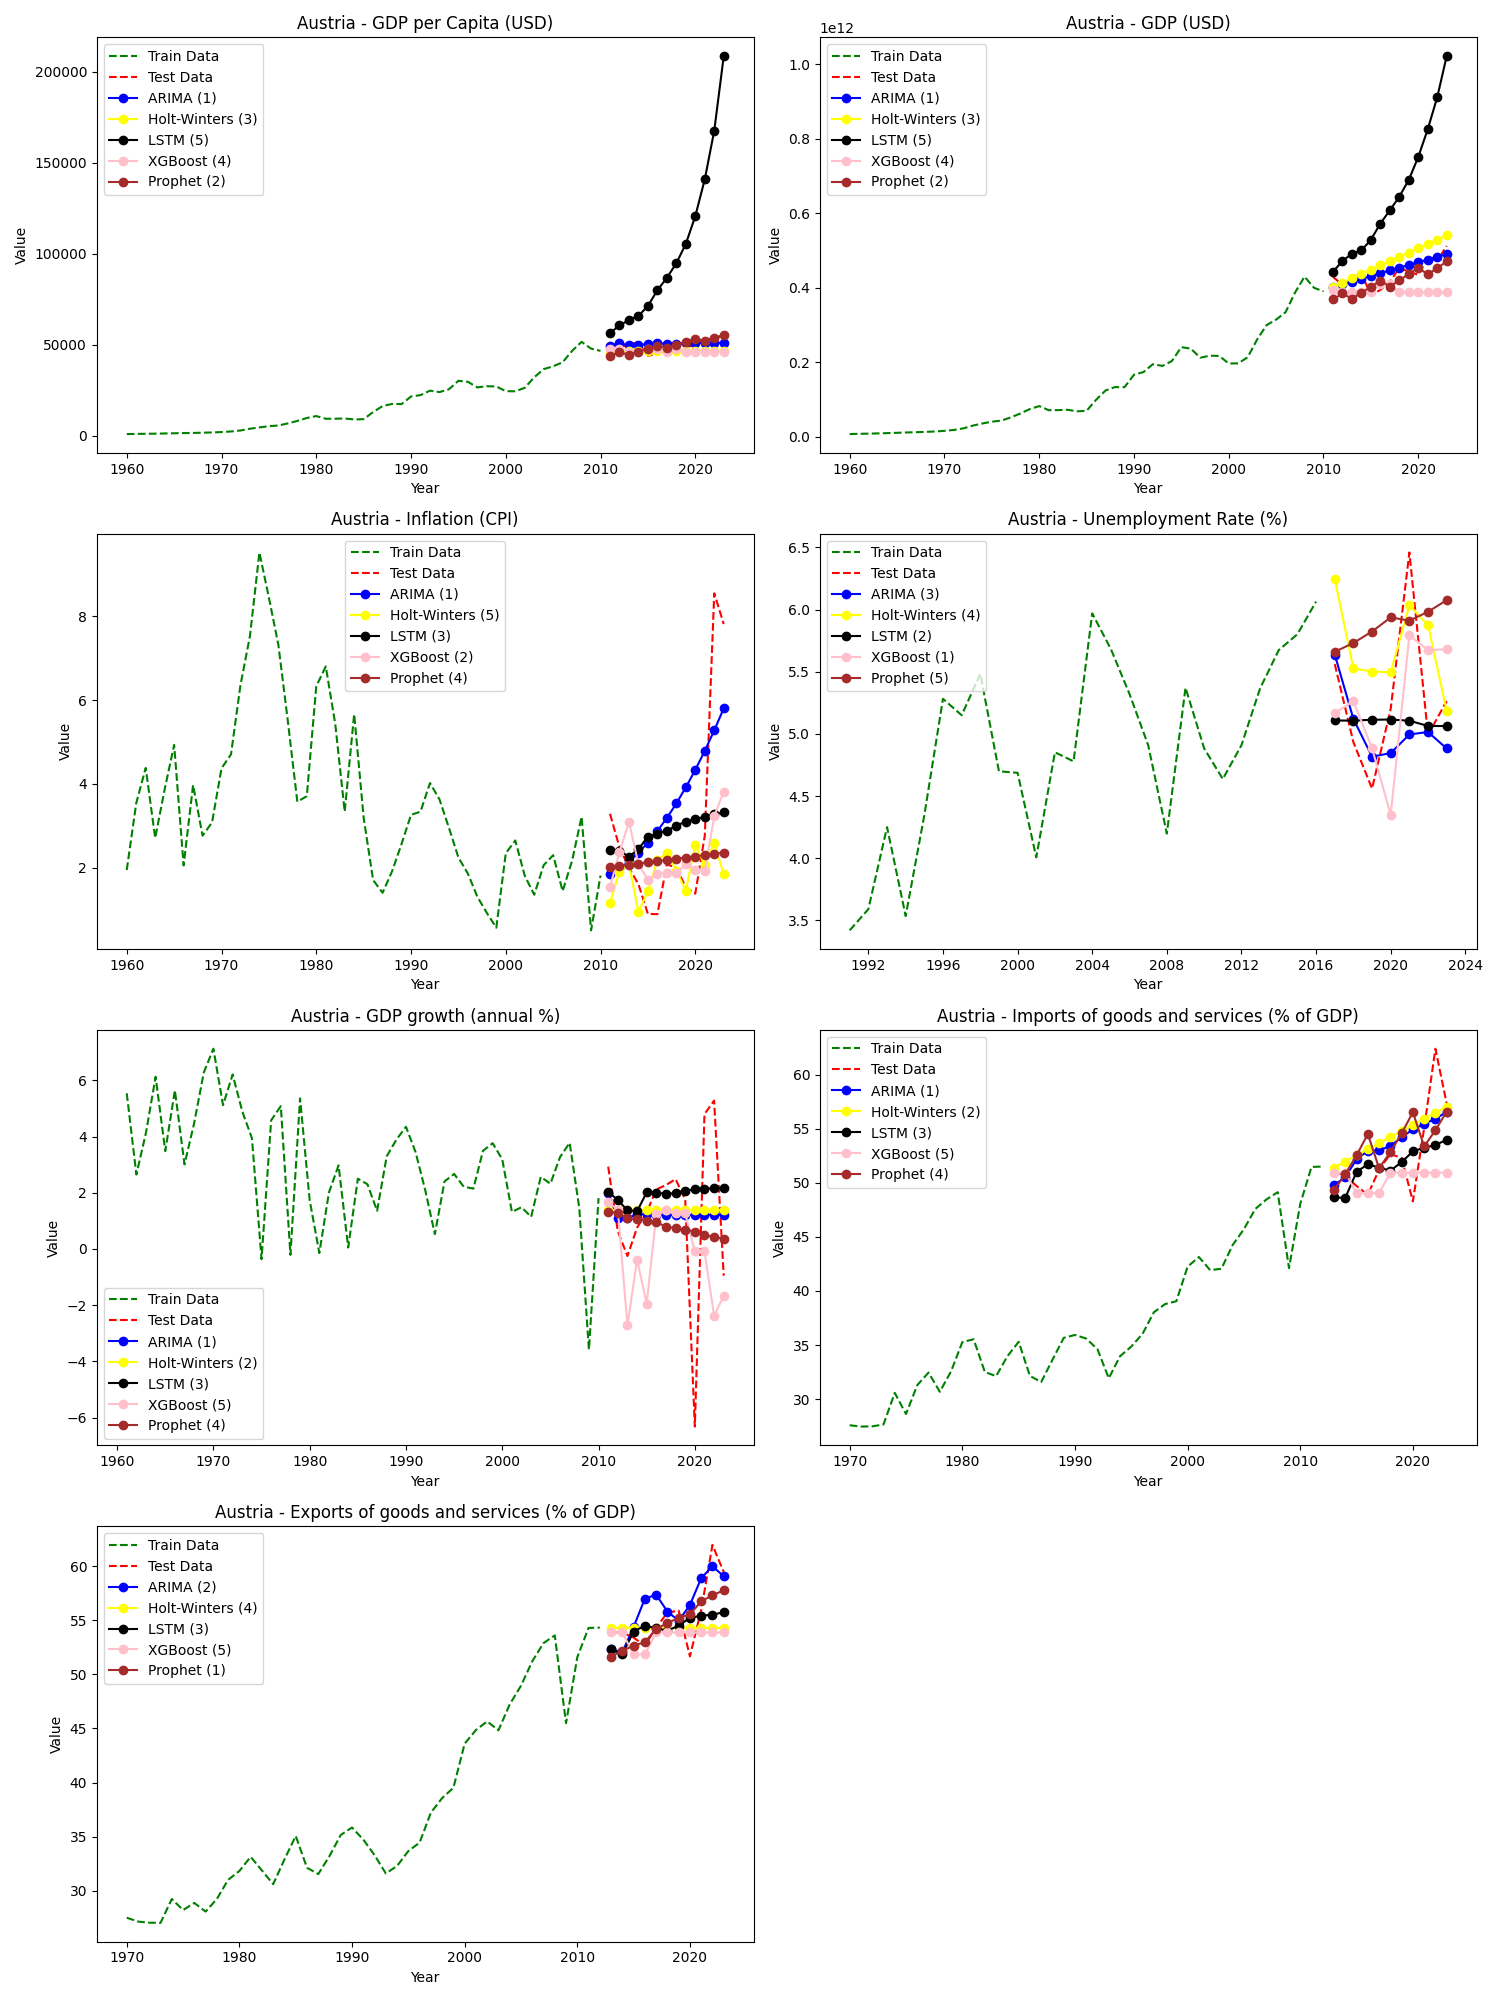 Austria - GDP per Capita (USD)
Train Data
Test Data
ARIMA (1)
Holt-Winters (3)
LSTM (5)
XGBoost (4)
Prophet (2)
Value
200000
150000
100000
50000
0
1960 1970 1980 1990 2000 2010 2020
Year
Austria - GDP (USD)
1e12
Train Data
Test Data
ARIMA (1)
Holt-Winters (3)
LSTM (5)
XGBoost (4)
Prophet (2)
Value
1.0
0.8
0.6
0.4
0.2
0.0
1960 1970 1980 1990 2000 2010 2020
Year
Austria - Inflation (CPI)
Train Data
Test Data
ARIMA (1)
Holt-Winters (5)
LSTM (3)
XGBoost (2)
Prophet (4)
Value
8
6
4
2
1960 1970 1980 1990 2000 2010 2020
Year
Austria - Unemployment Rate (%)
Train Data
Test Data
ARIMA (3)
Holt-Winters (4)
LSTM (2)
XGBoost (1)
Prophet (5)
Value
6.5
6.0
5.5
5.0
4.5
4.0
3.5
1992 1996 2000 2004 2008 2012 2016 2020 2024
Year
Austria - GDP growth (annual %)
Value
6
4
2
0
−2
−4
−6
Train Data
Test Data
ARIMA (1)
Holt-Winters (2)
LSTM (3)
XGBoost (5)
Prophet (4)
1960 1970 1980 1990 2000 2010 2020
Year
Austria - Imports of goods and services (% of GDP)
Train Data
Test Data
ARIMA (1)
Holt-Winters (2)
LSTM (3)
XGBoost (5)
Prophet (4)
Value
60
55
50
45
40
35
30
1970 1980 1990 2000 2010 2020
Year
Austria - Exports of goods and services (% of GDP)
Train Data
Test Data
ARIMA (2)
Holt-Winters (4)
LSTM (3)
XGBoost (5)
Prophet (1)
Value
60
55
50
45
40
35
30
1970 1980 1990 2000 2010 2020
Year